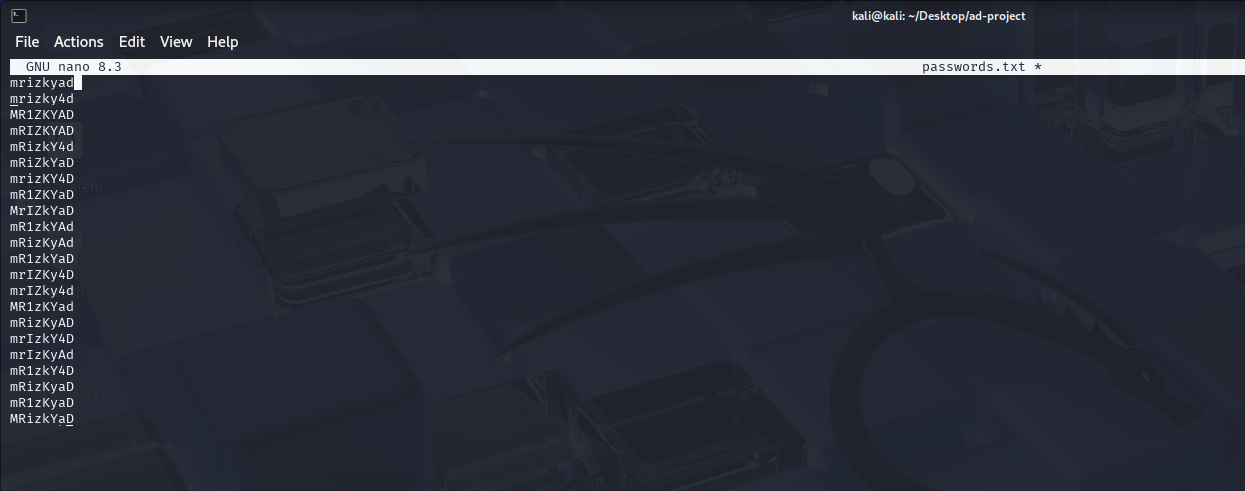 kali@kali: ~/Desktop/ad-project
File Actions Edit View Help
GNU nano 8.3 passwords.txt *
mrizkyad
mrizky4d
MR1ZKYAD
mRIZKYAD
mRizkY4d
mRiZkYaD
mrizKY4D
mR1ZKYaD
MrIZkYaD
mR1zkYAd
mRizKyAd
mR1zkYaD
mrIZKy4D
mrIZky4d
MR1zKYad
mRizKyAD
mrIzkY4D
mrIzKyAd
mR1zkY4D
mRizKyaD
mR1zKyaD
MRizkYaD